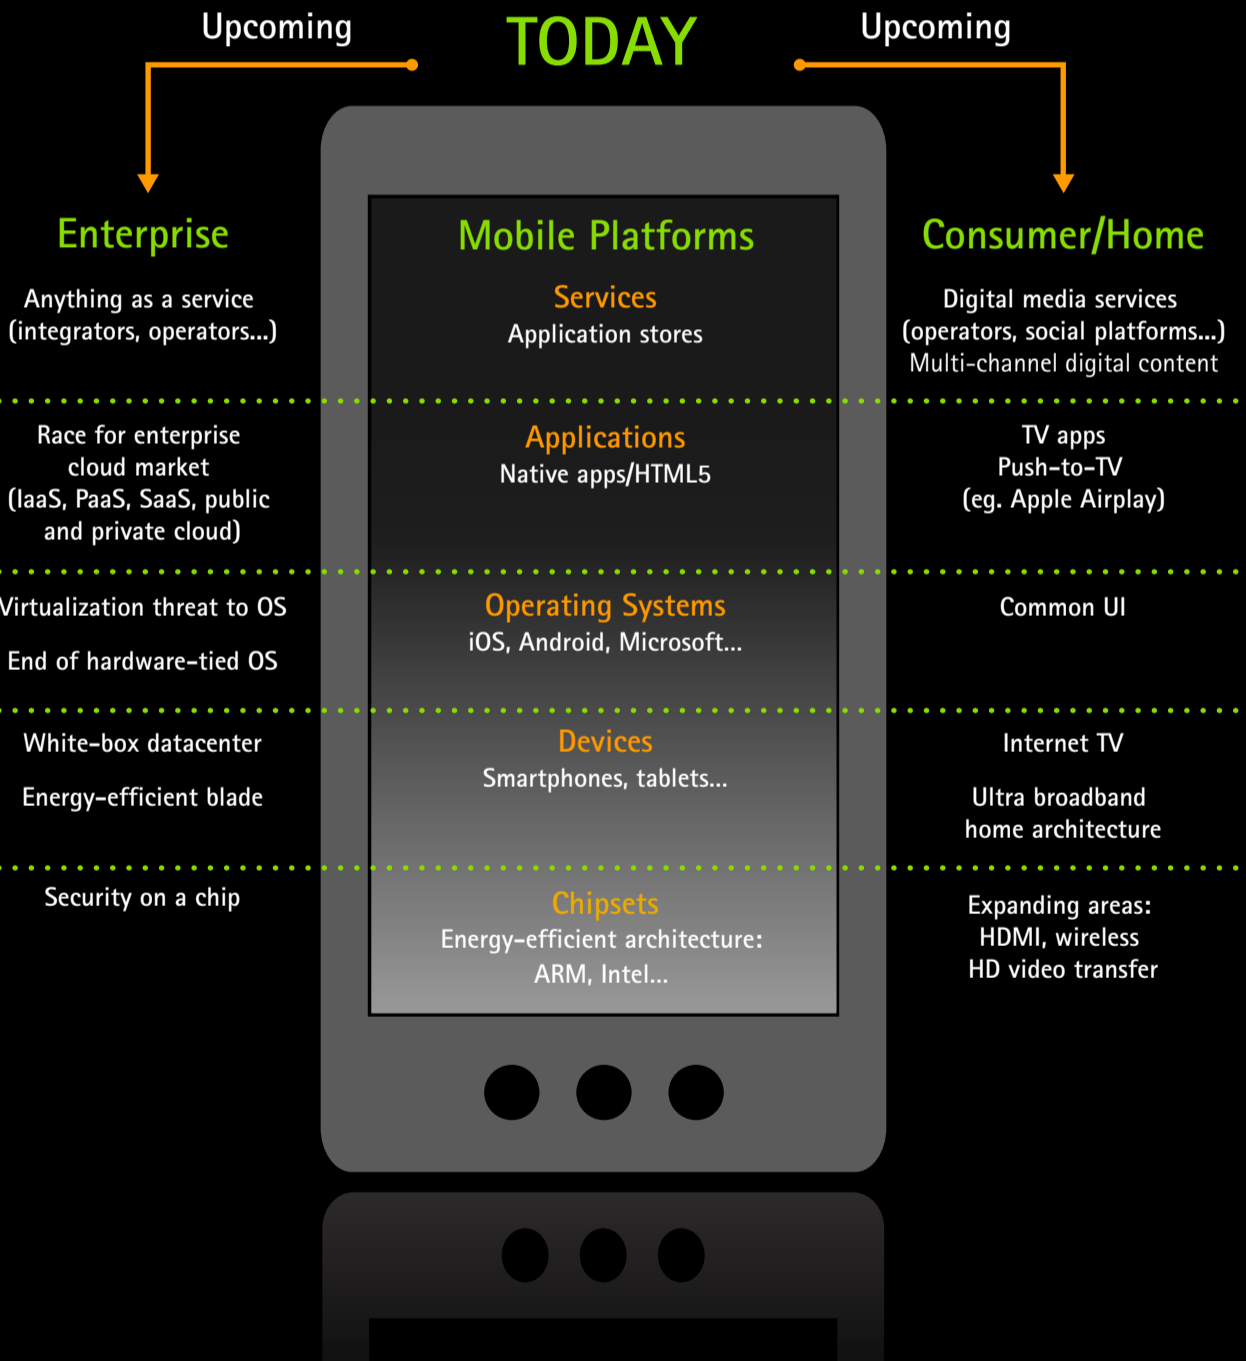 Upcoming
TODAY
Upcoming
Enterprise
Anything as a service
(integrators, operators...)
Race for enterprise
cloud market
(IaaS, PaaS, SaaS, public
and private cloud)
Virtualization threat to OS
End of hardware-tied OS
White-box datacenter
Energy-efficient blade
Security on a chip
Mobile Platforms
Services
Application stores
Applications
Native apps/HTML5
Operating Systems
iOS, Android, Microsoft...
Devices
Smartphones, tablets...
Chipsets
Energy-efficient architecture:
ARM, Intel...
Consumer/Home
Digital media services
(operators, social platforms...)
Multi-channel digital content
TV apps
Push-to-TV
(eg. Apple Airplay)
Common UI
Internet TV
Ultra broadband
home architecture
Expanding areas:
HDMI, wireless
HD video transfer